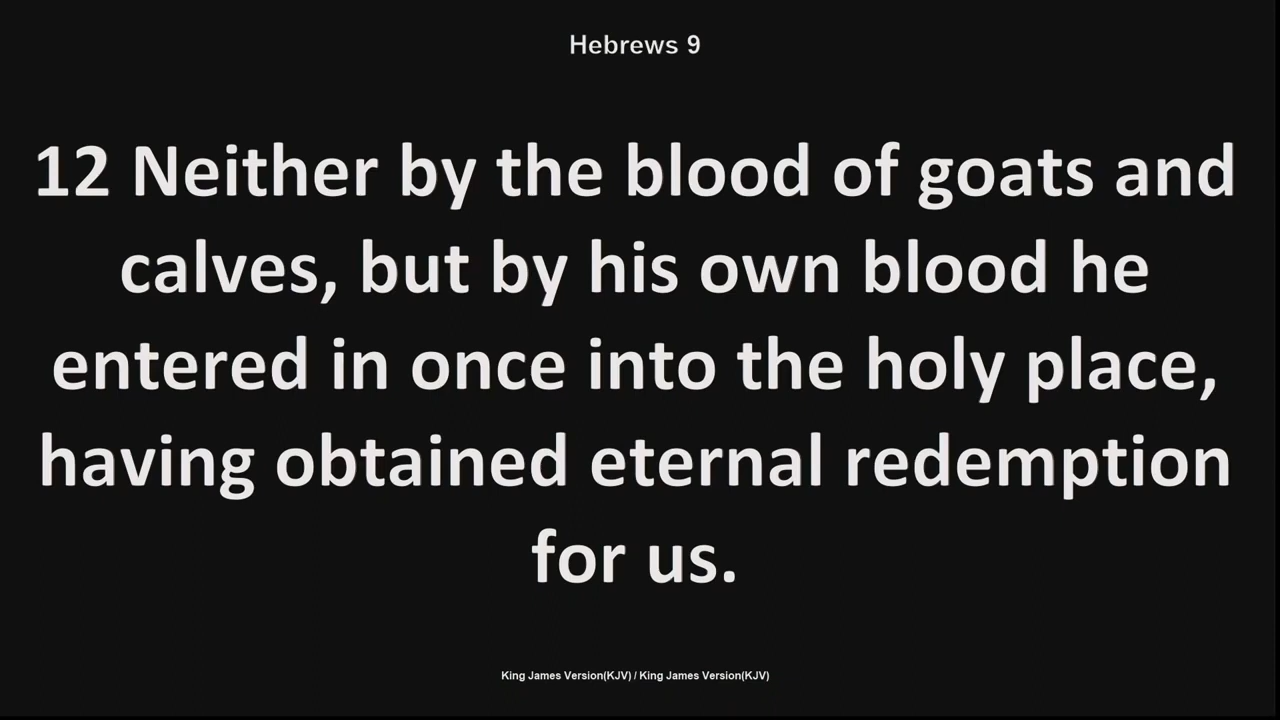 Hebrews 9
12 Neither by the blood of goats and
calves, but by his own blood he
entered in once into the holy place,
having obtained eternal redemption
for us.
King James Version(KJV) / King James Version(KJV)